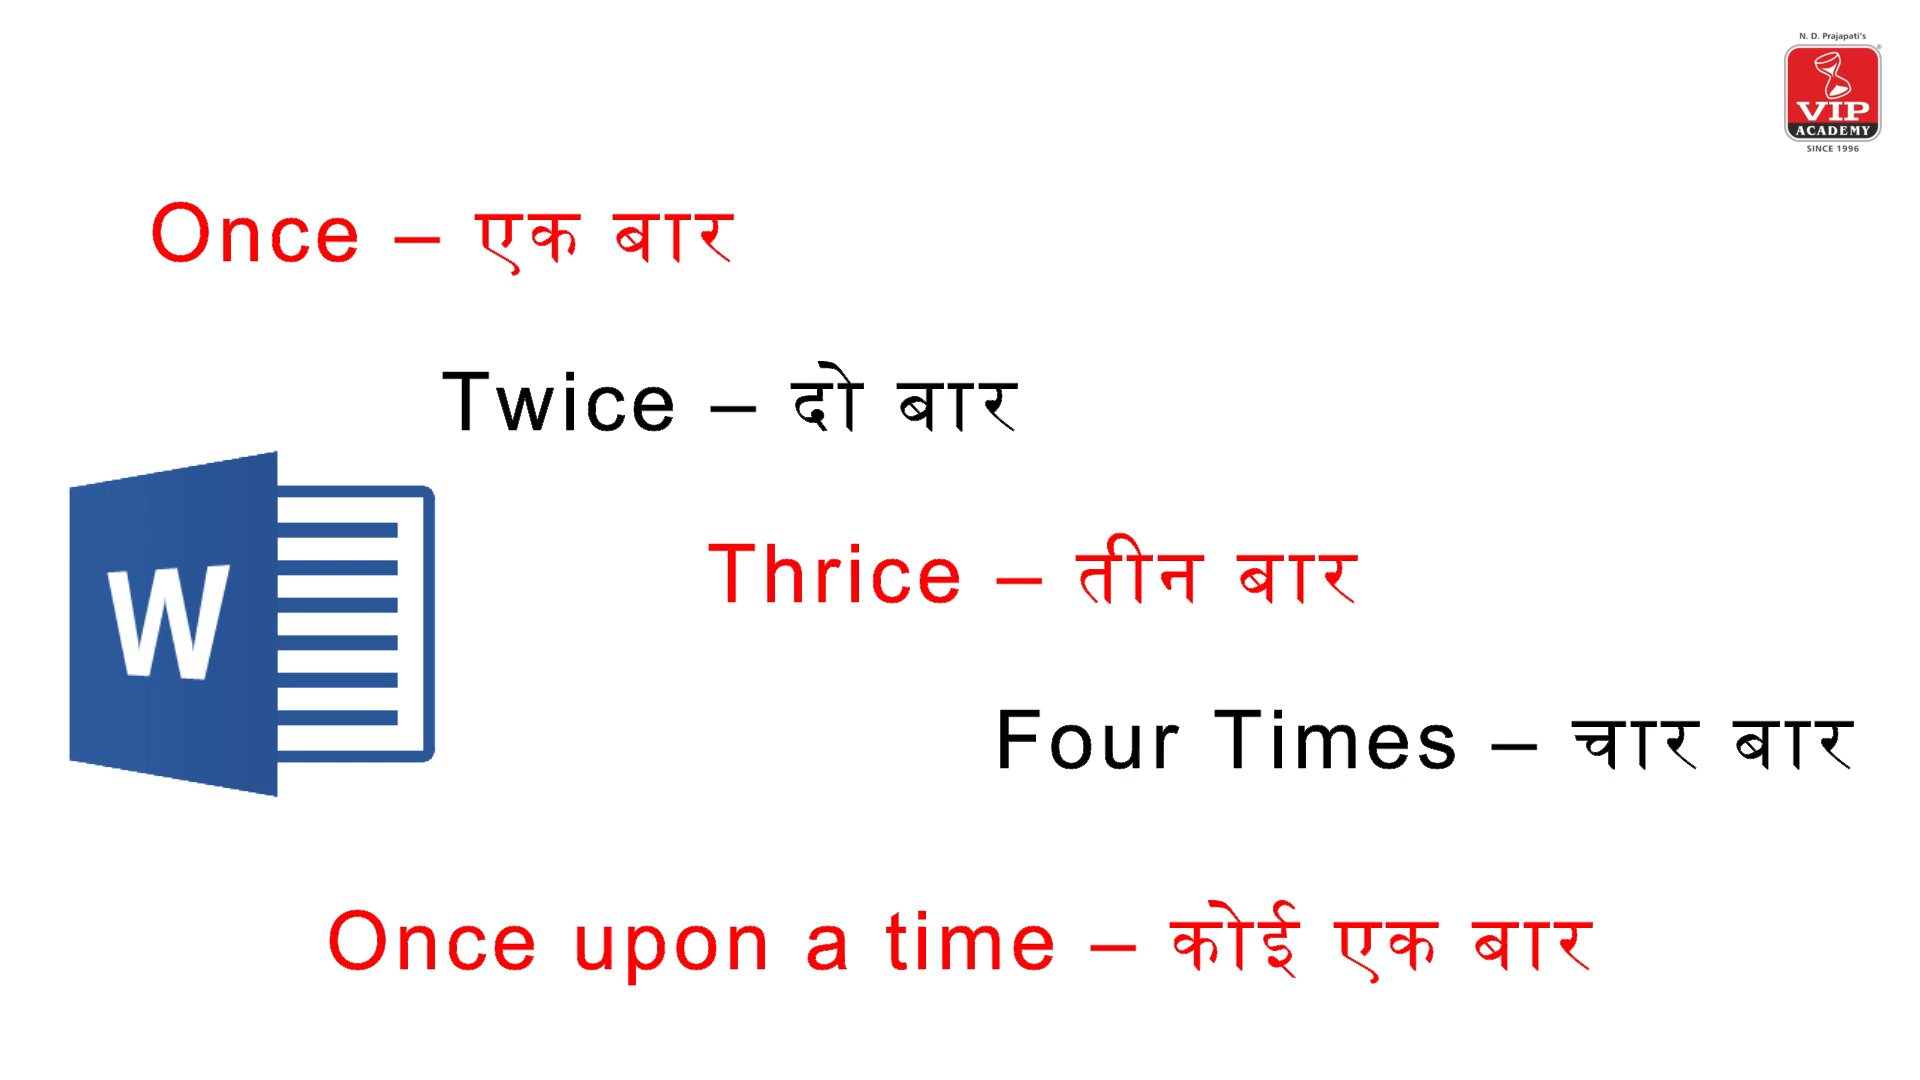 N. D. Prajapati's
VIP
ACADEMY
SINCE 1996
Once – एक बार
Twice – दो बार
W
Thrice – तीन बार
Four Times – चार बार
Once upon a time – कोई एक बार